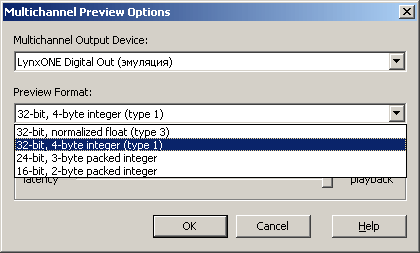 Multichannel Preview Options
Multichannel Output Device:
LynxONE Digital Out (эмуляция)
Preview Format:
32-bit, 4-byte integer (type 1)
32-bit, normalized float (type 3)
32-bit, 4-byte integer (type 1)
24-bit, 3-byte packed integer
16-bit, 2-byte packed integer
latency playback
OK Cancel Help